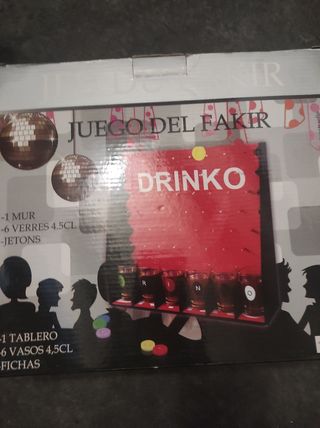 JUEGO DEL FAKIR
DRINKO
-1 MUR
-6 VERRES 4.5CL
-JETONS
-1 TABLERO
-6 VASOS 4,5CL
-FICHAS